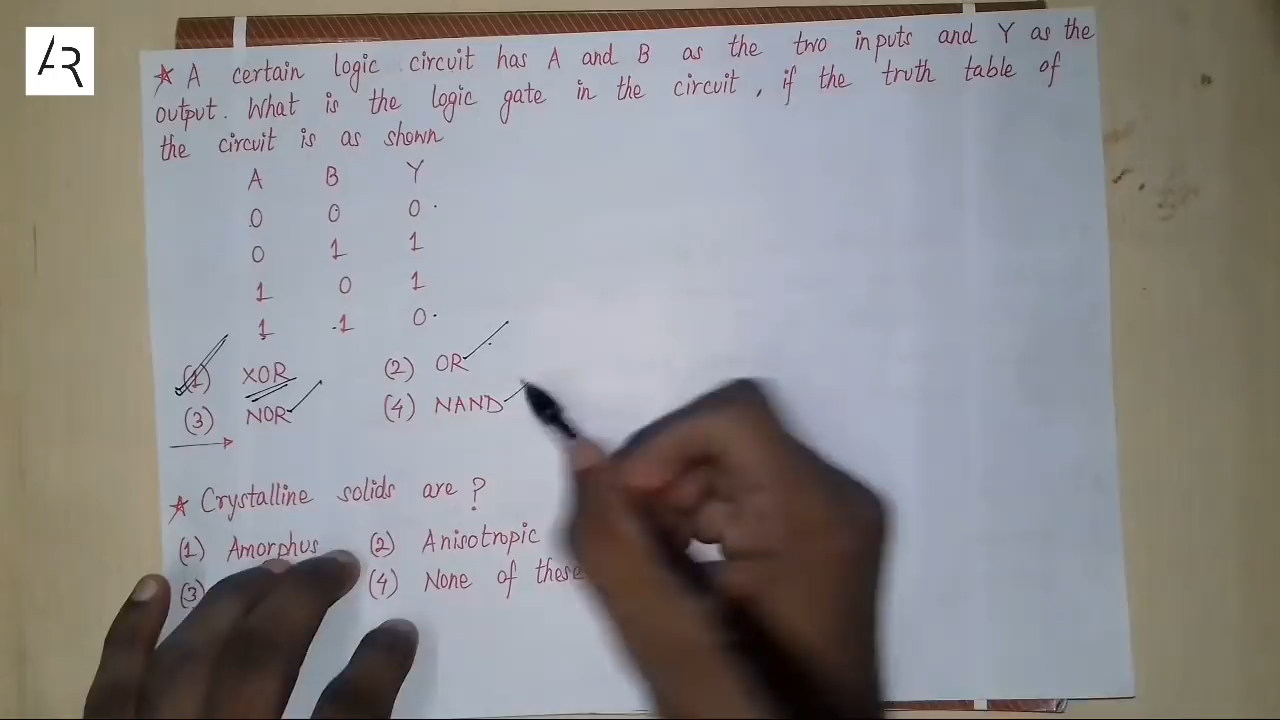 AR
★ A certain logic circuit has A and B as the two inputs and Y as the
output. What is the logic gate in the circuit, if the truth table of
the circuit is as shown
A B Y
0 0 0
0 1 1
1 0 1
1 1 0
(1) XOR (2) OR
(3) NOR (4) NAND
★ Crystalline solids are ?
(1) Amorphus (2) Anisotropic
(3) (4) None of these